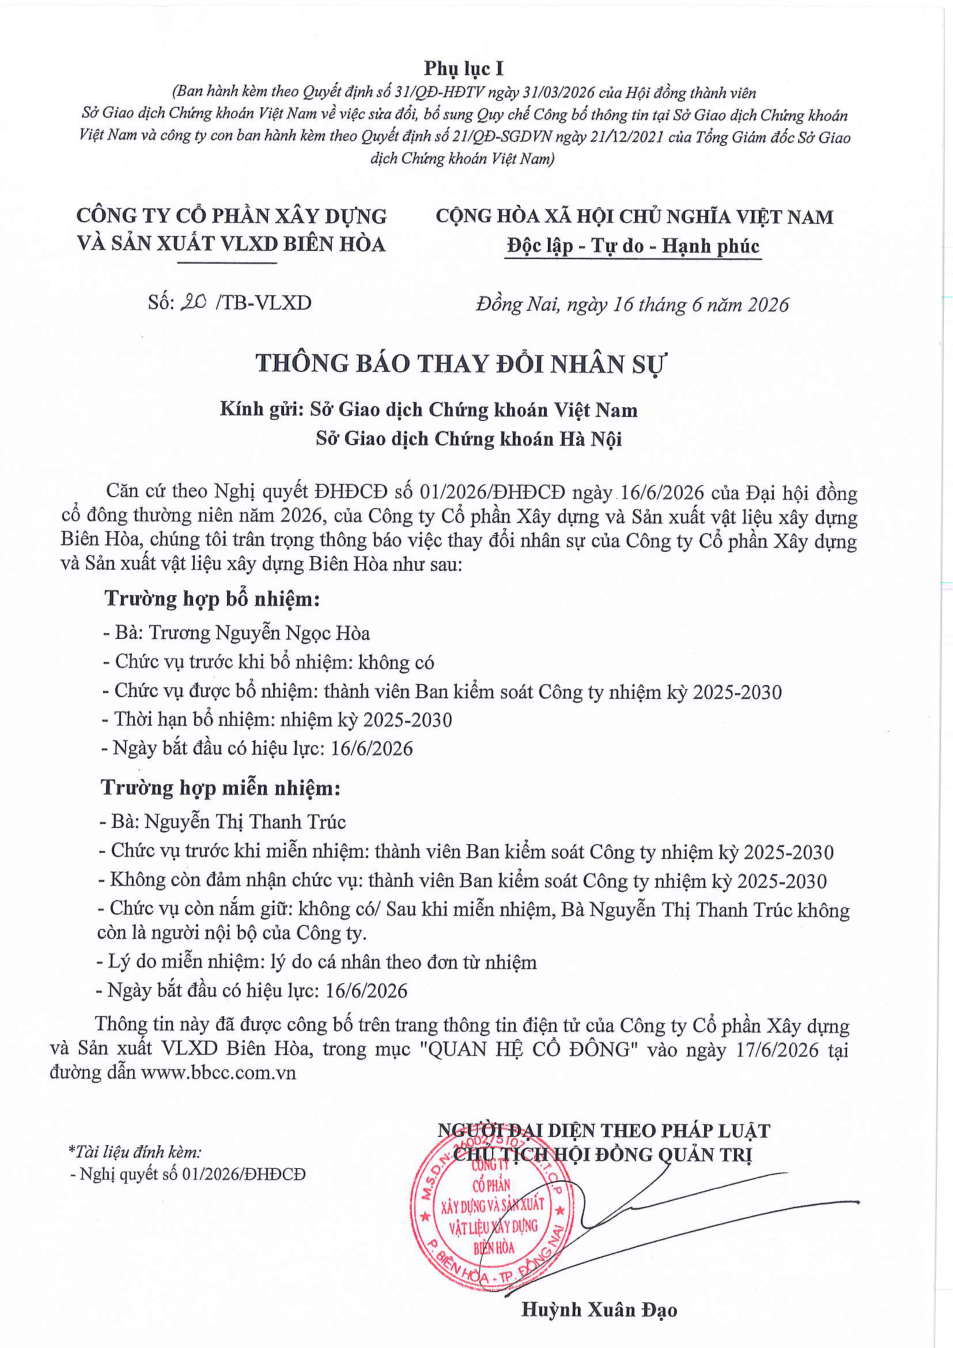 Phụ lục I
(Ban hành kèm theo Quyết định số 31/QĐ-HĐTV ngày 31/03/2026 của Hội đồng thành viên
Sở Giao dịch Chứng khoán Việt Nam về việc sửa đổi, bổ sung Quy chế Công bố thông tin tại Sở Giao dịch Chứng khoán
Việt Nam và công ty con ban hành kèm theo Quyết định số 21/QĐ-SGDVN ngày 21/12/2021 của Tổng Giám đốc Sở Giao
dịch Chứng khoán Việt Nam)
CÔNG TY CỔ PHẦN XÂY DỰNG
VÀ SẢN XUẤT VLXD BIÊN HÒA
CỘNG HÒA XÃ HỘI CHỦ NGHĨA VIỆT NAM
Độc lập - Tự do - Hạnh phúc
Số: 20 /TB-VLXD
Đồng Nai, ngày 16 tháng 6 năm 2026
THÔNG BÁO THAY ĐỔI NHÂN SỰ
Kính gửi: Sở Giao dịch Chứng khoán Việt Nam
Sở Giao dịch Chứng khoán Hà Nội
Căn cứ theo Nghị quyết ĐHĐCĐ số 01/2026/ĐHĐCĐ ngày 16/6/2026 của Đại hội đồng
cổ đông thường niên năm 2026, của Công ty Cổ phần Xây dựng và Sản xuất vật liệu xây dựng
Biên Hòa, chúng tôi trân trọng thông báo việc thay đổi nhân sự của Công ty Cổ phần Xây dựng
và Sản xuất vật liệu xây dựng Biên Hòa như sau:
Trường hợp bổ nhiệm:
- Bà: Trương Nguyễn Ngọc Hòa
- Chức vụ trước khi bổ nhiệm: không có
- Chức vụ được bổ nhiệm: thành viên Ban kiểm soát Công ty nhiệm kỳ 2025-2030
- Thời hạn bổ nhiệm: nhiệm kỳ 2025-2030
- Ngày bắt đầu có hiệu lực: 16/6/2026
Trường hợp miễn nhiệm:
- Bà: Nguyễn Thị Thanh Trúc
- Chức vụ trước khi miễn nhiệm: thành viên Ban kiểm soát Công ty nhiệm kỳ 2025-2030
- Không còn đảm nhận chức vụ: thành viên Ban kiểm soát Công ty nhiệm kỳ 2025-2030
- Chức vụ còn nắm giữ: không có/ Sau khi miễn nhiệm, Bà Nguyễn Thị Thanh Trúc không
còn là người nội bộ của Công ty.
- Lý do miễn nhiệm: lý do cá nhân theo đơn từ nhiệm
- Ngày bắt đầu có hiệu lực: 16/6/2026
Thông tin này đã được công bố trên trang thông tin điện tử của Công ty Cổ phần Xây dựng
và Sản xuất VLXD Biên Hòa, trong mục "QUAN HỆ CỔ ĐÔNG" vào ngày 17/6/2026 tại
đường dẫn www.bbcc.com.vn
NGƯỜI ĐẠI DIỆN THEO PHÁP LUẬT
CHỦ TỊCH HỘI ĐỒNG QUẢN TRỊ
*Tài liệu đính kèm:
- Nghị quyết số 01/2026/ĐHĐCĐ
M.S.D.N: 3600275107 C.T.C.P
CÔNG TY
CỔ PHẦN
XÂY DỰNG VÀ SẢN XUẤT
VẬT LIỆU XÂY DỰNG
BIÊN HÒA
P. BIÊN HÒA - TP. ĐỒNG NAI
Huỳnh Xuân Đạo